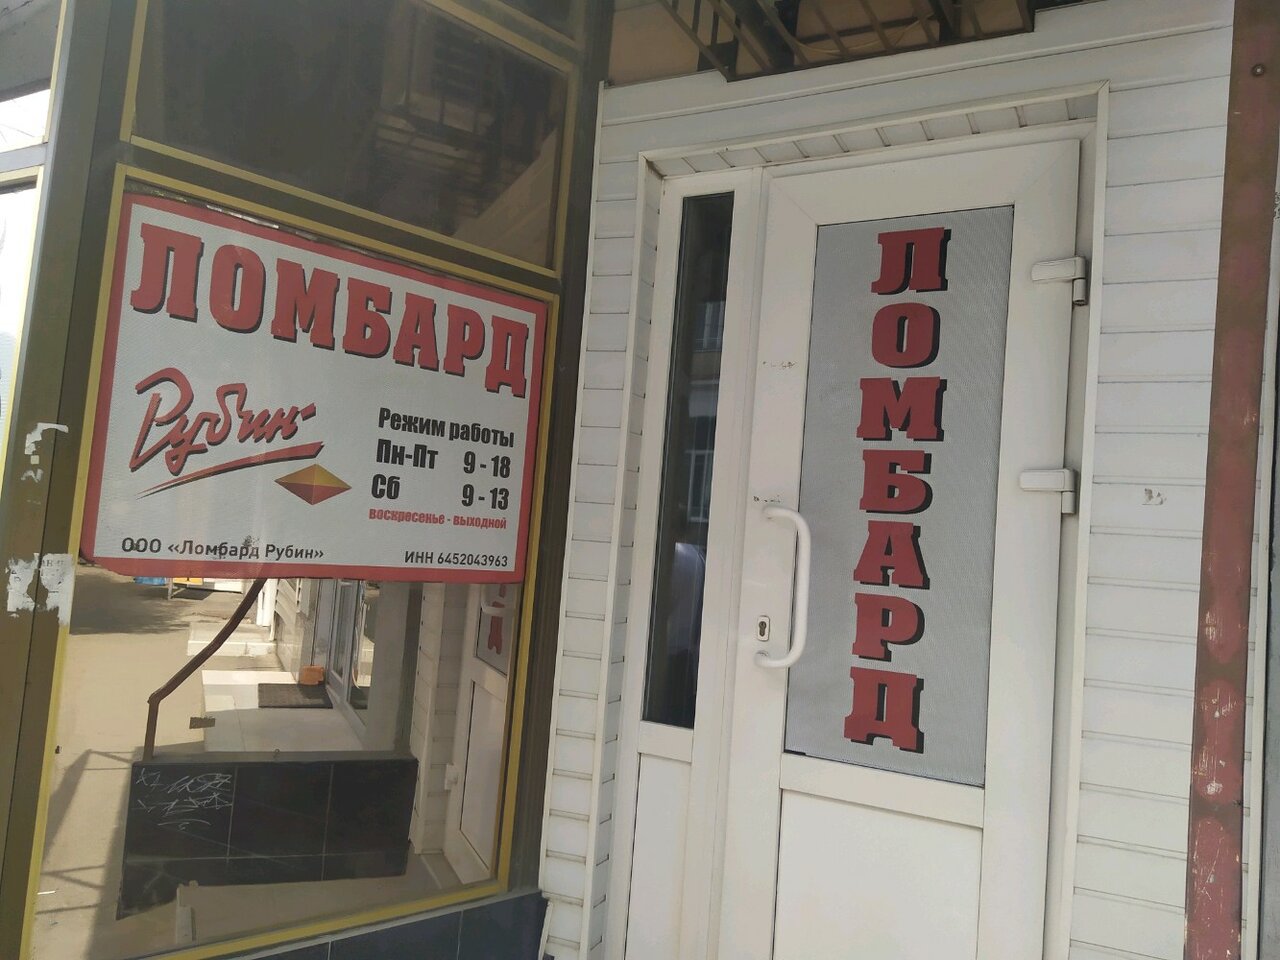 ЛОМБАРД
Рубин
Режим работы
Пн-Пт 9 - 18
Сб 9 - 13
воскресенье - выходной
ООО «Ломбард Рубин»
ИНН 6452043963
ЛОМБАРД